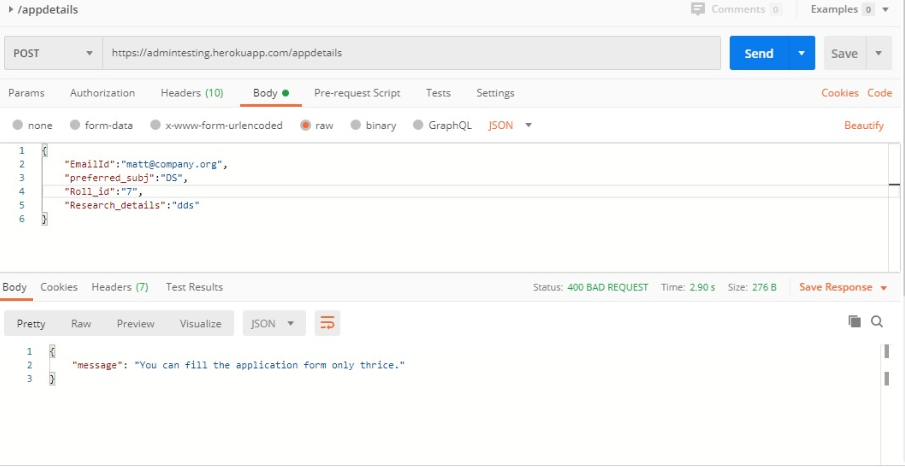 /appdetails Comments 0 Examples 0
POST https://admintesting.herokuapp.com/appdetails Send Save
Params Authorization Headers (10) Body Pre-request Script Tests Settings Cookies Code
none form-data x-www-form-urlencoded raw binary GraphQL JSON Beautify
1 {
2 "EmailId":"matt@company.org",
3 "preferred_subj":"DS",
4 "Roll_id":"7",
5 "Research_details":"dds"
6 }
Body Cookies Headers (7) Test Results Status: 400 BAD REQUEST Time: 2.90 s Size: 276 B Save Response
Pretty Raw Preview Visualize JSON
1 {
2 "message": "You can fill the application form only thrice."
3 }